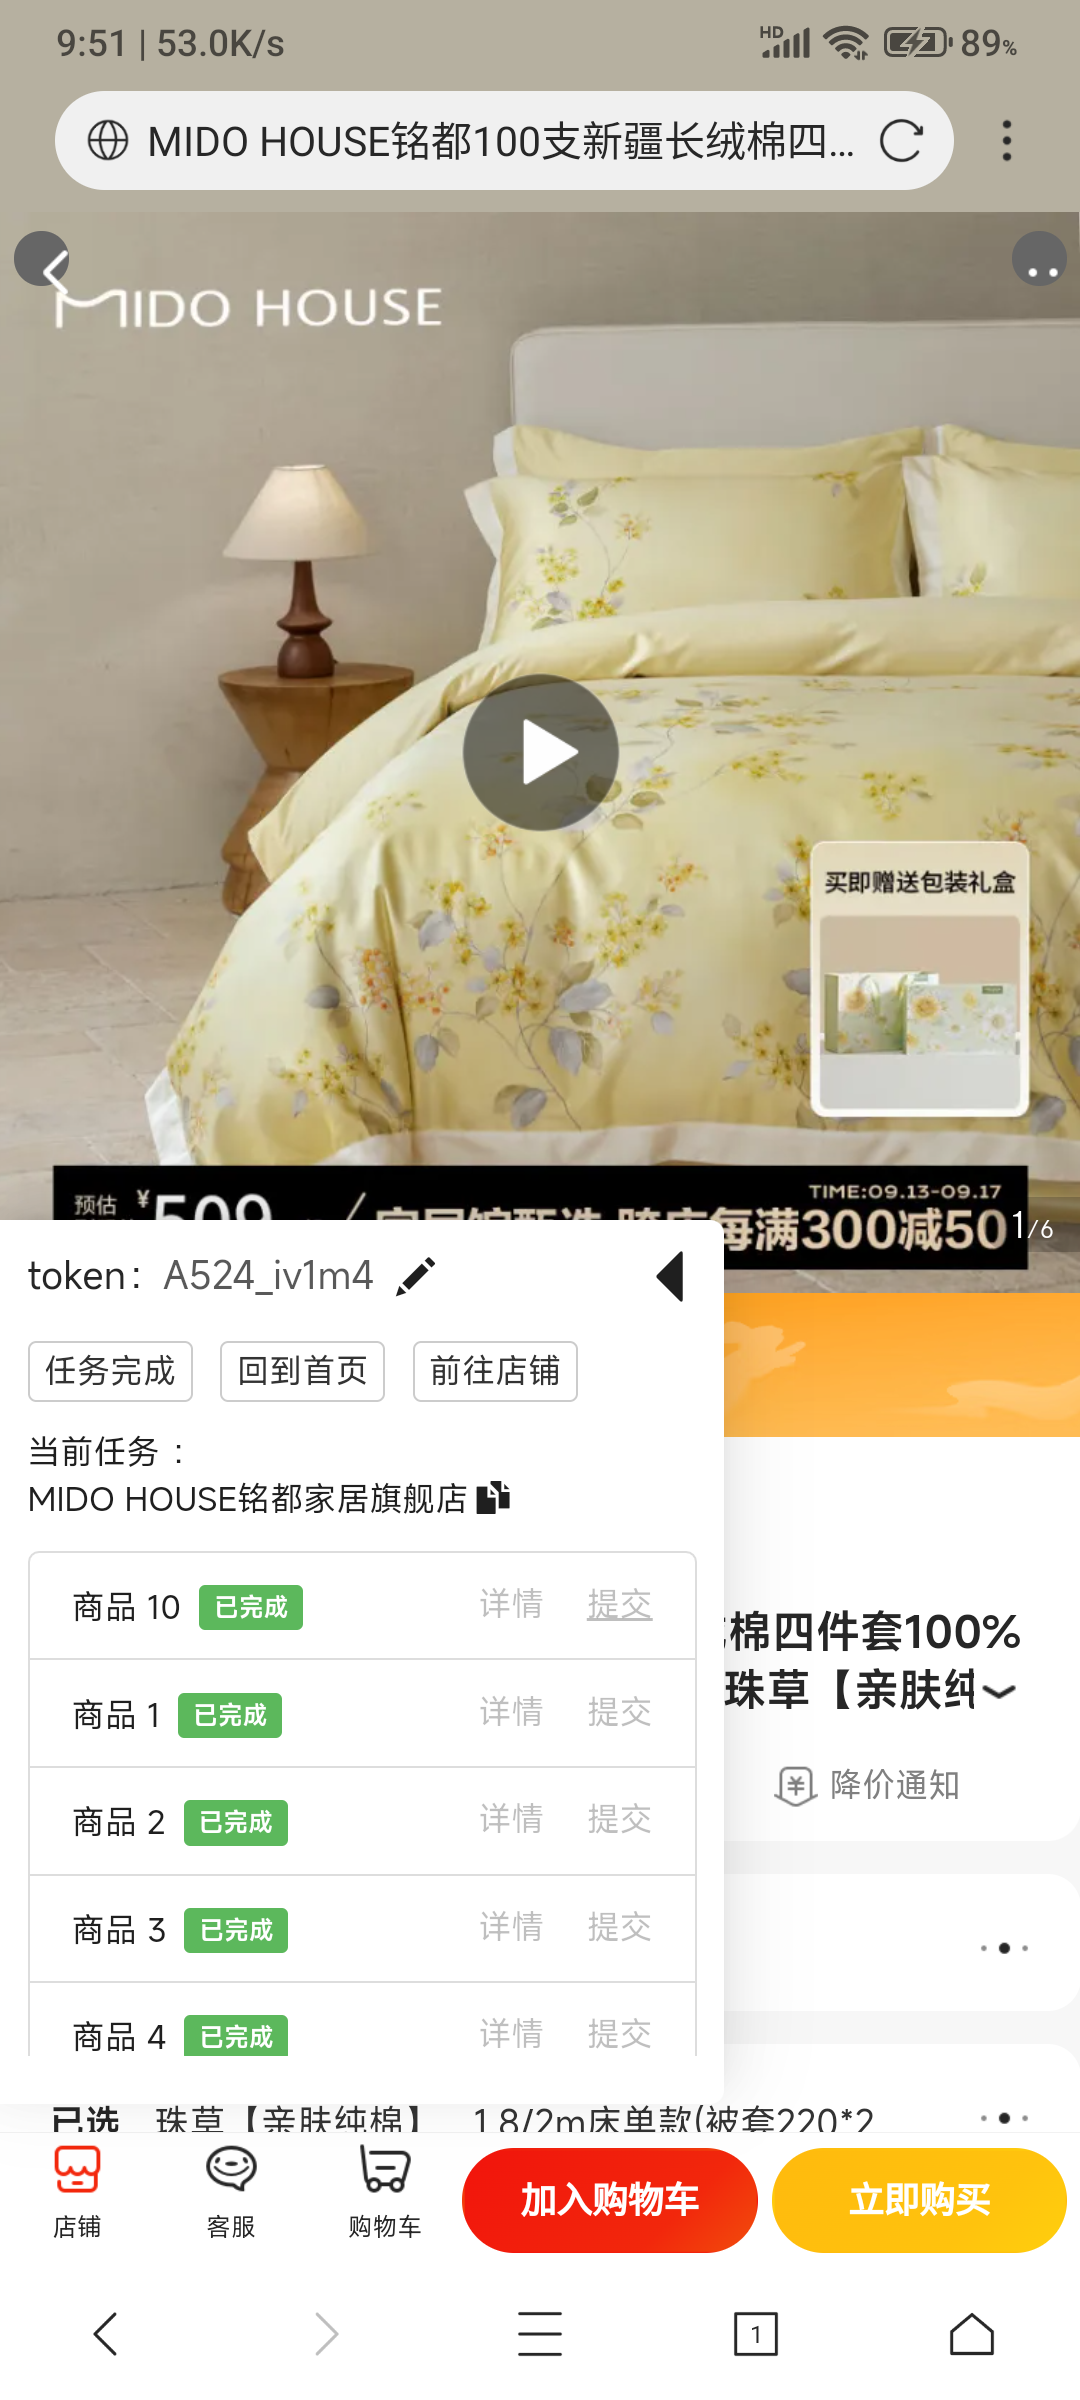 9:51 | 53.0K/s
HD
89%
MIDO HOUSE铭都100支新疆长绒棉四...
MIDO HOUSE
买即赠送包装礼盒
TIME:09.13-09.17
预估 ¥509
每满300减50
1/6
token: A524_iv1m4
任务完成 回到首页 前往店铺
当前任务 :
MIDO HOUSE铭都家居旗舰店
商品 10 已完成 详情 提交
商品 1 已完成 详情 提交
商品 2 已完成 详情 提交
商品 3 已完成 详情 提交
商品 4 已完成 详情 提交
棉四件套100%
珠草【亲肤纯
降价通知
已选 珠草【亲肤纯棉】 1.8/2m床单款(被套220*2
店铺
客服
购物车
加入购物车
立即购买
1